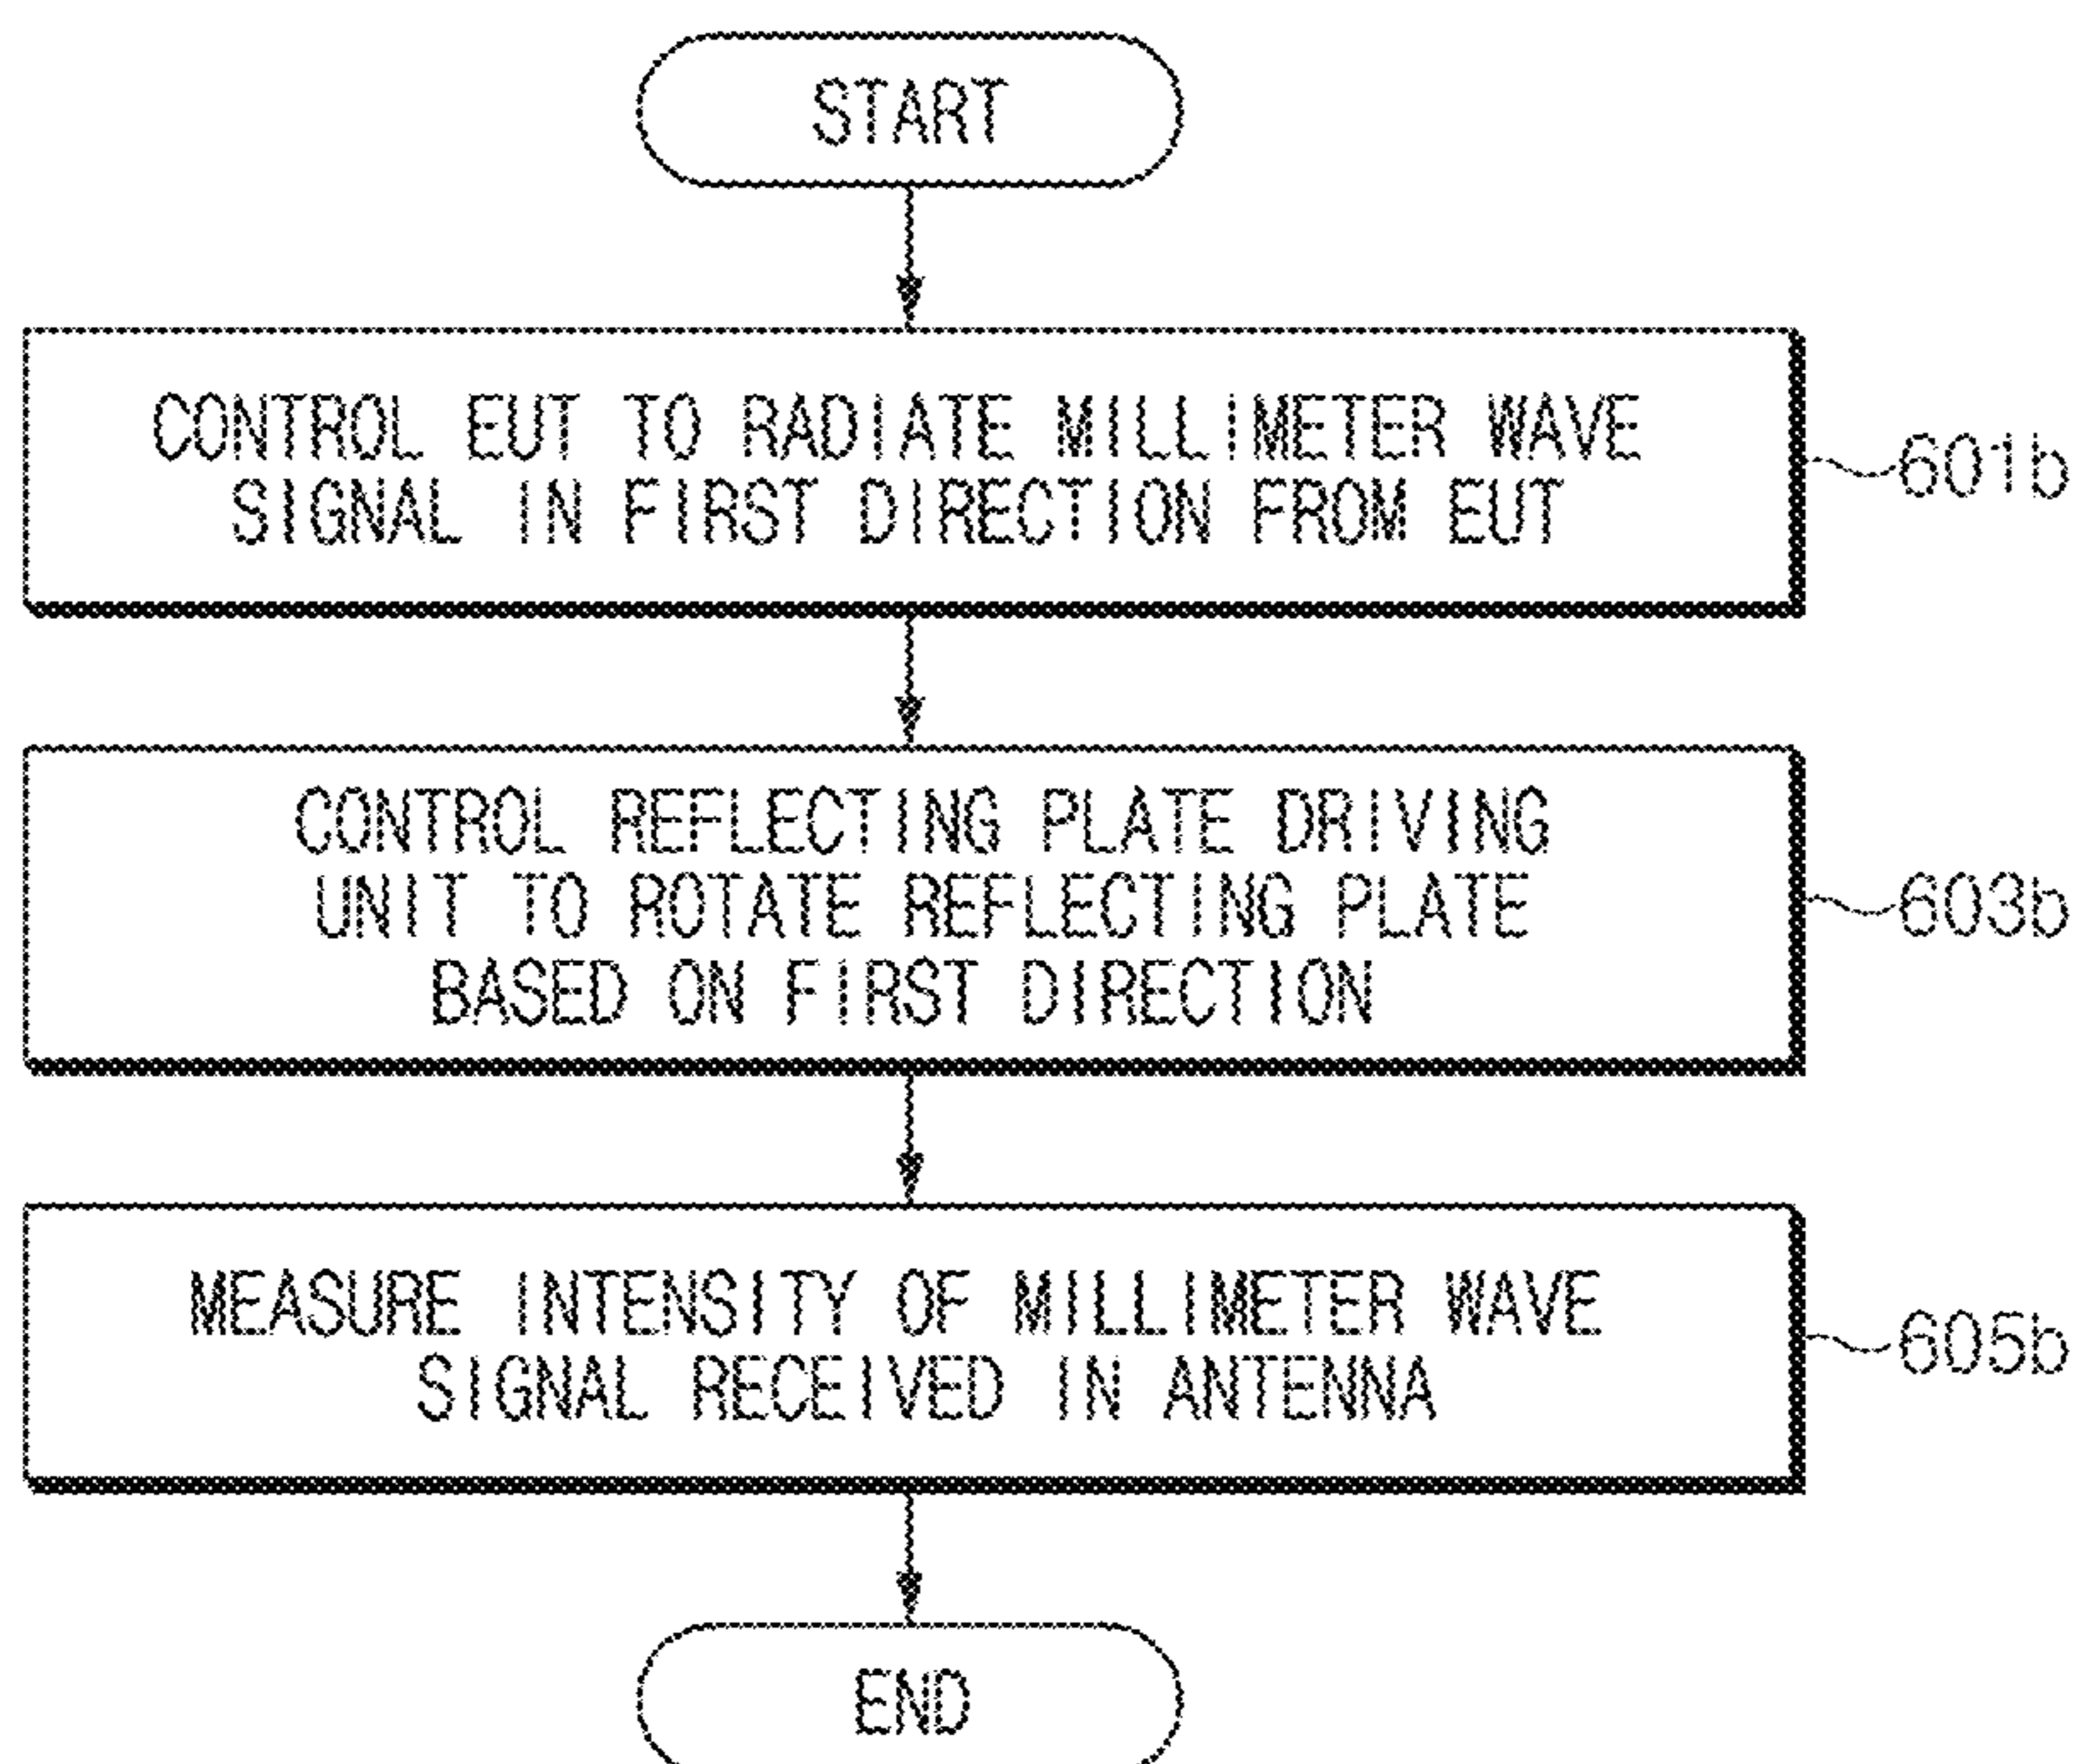 START
CONTROL EUT TO RADIATE MILLIMETER WAVE
SIGNAL IN FIRST DIRECTION FROM EUT
601b
CONTROL REFLECTING PLATE DRIVING
UNIT TO ROTATE REFLECTING PLATE
BASED ON FIRST DIRECTION
603b
MEASURE INTENSITY OF MILLIMETER WAVE
SIGNAL RECEIVED IN ANTENNA
605b
END